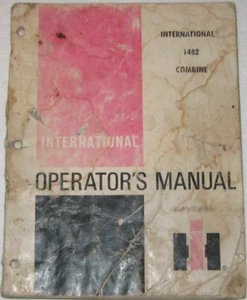 INTERNATIONAL
1482
COMBINE
INTERNATIONAL
OPERATOR'S MANUAL